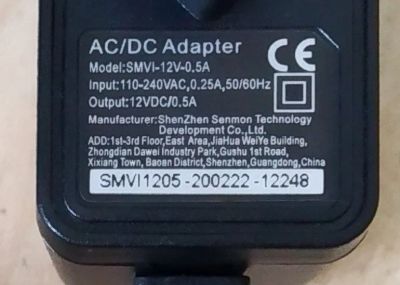 AC/DC Adapter
CE
Model:SMVI-12V-0.5A
Input:110-240VAC,0.25A,50/60Hz
Output:12VDC/0.5A
Manufacturer:ShenZhen Senmon Technology
Development Co.,Ltd.
ADD:1st-3rd Floor,East Area,JiaHua WeiYe Building,
Zhongdian Dawei Industry Park,Gushu 1st Road,
Xixiang Town, Baoan District,Shenzhen,Guangdong,China
SMVI1205-200222-12248